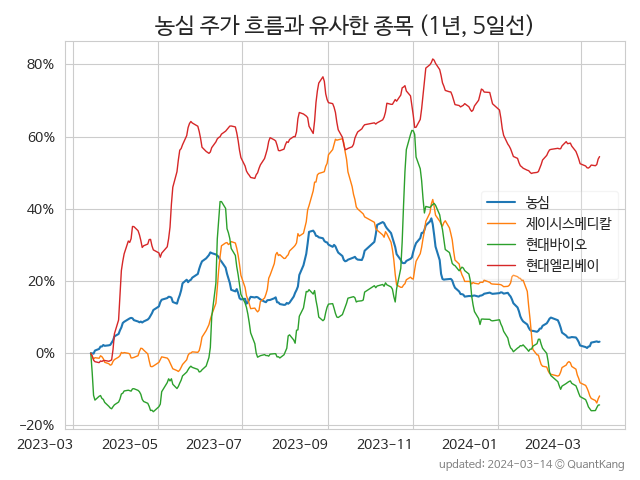 농심 주가 흐름과 유사한 종목 (1년, 5일선)
80%
60%
40%
20%
0%
−20%
농심
제이시스메디칼
현대바이오
현대엘리베이
2023-03 2023-05 2023-07 2023-09 2023-11 2024-01 2024-03
updated: 2024-03-14 © QuantKang